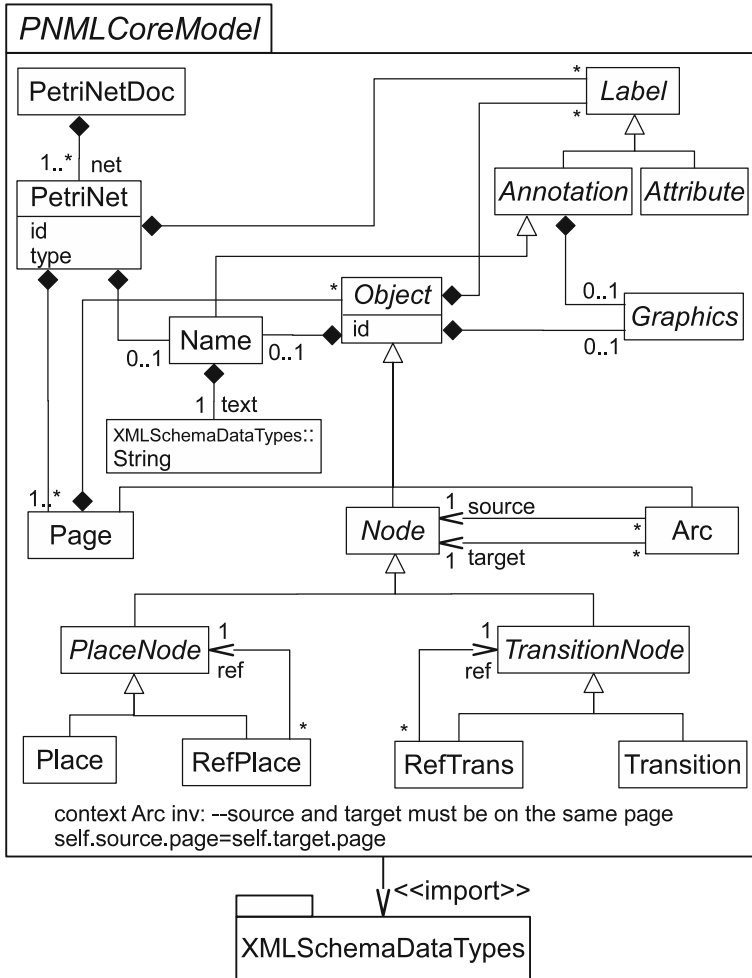 PNMLCoreModel
PetriNetDoc
*
Label
*
1..* net
PetriNet
id
type
Annotation
Attribute
*
Object
id
0..1
Graphics
0..1
Name
0..1
0..1
1 text
XMLSchemaDataTypes::
String
1..*
Page
1 source
Node
*
Arc
1 target
*
PlaceNode
1
ref
1
ref
TransitionNode
*
*
Place
RefPlace
RefTrans
Transition
context Arc inv: --source and target must be on the same page
self.source.page=self.target.page
<<import>>
XMLSchemaDataTypes